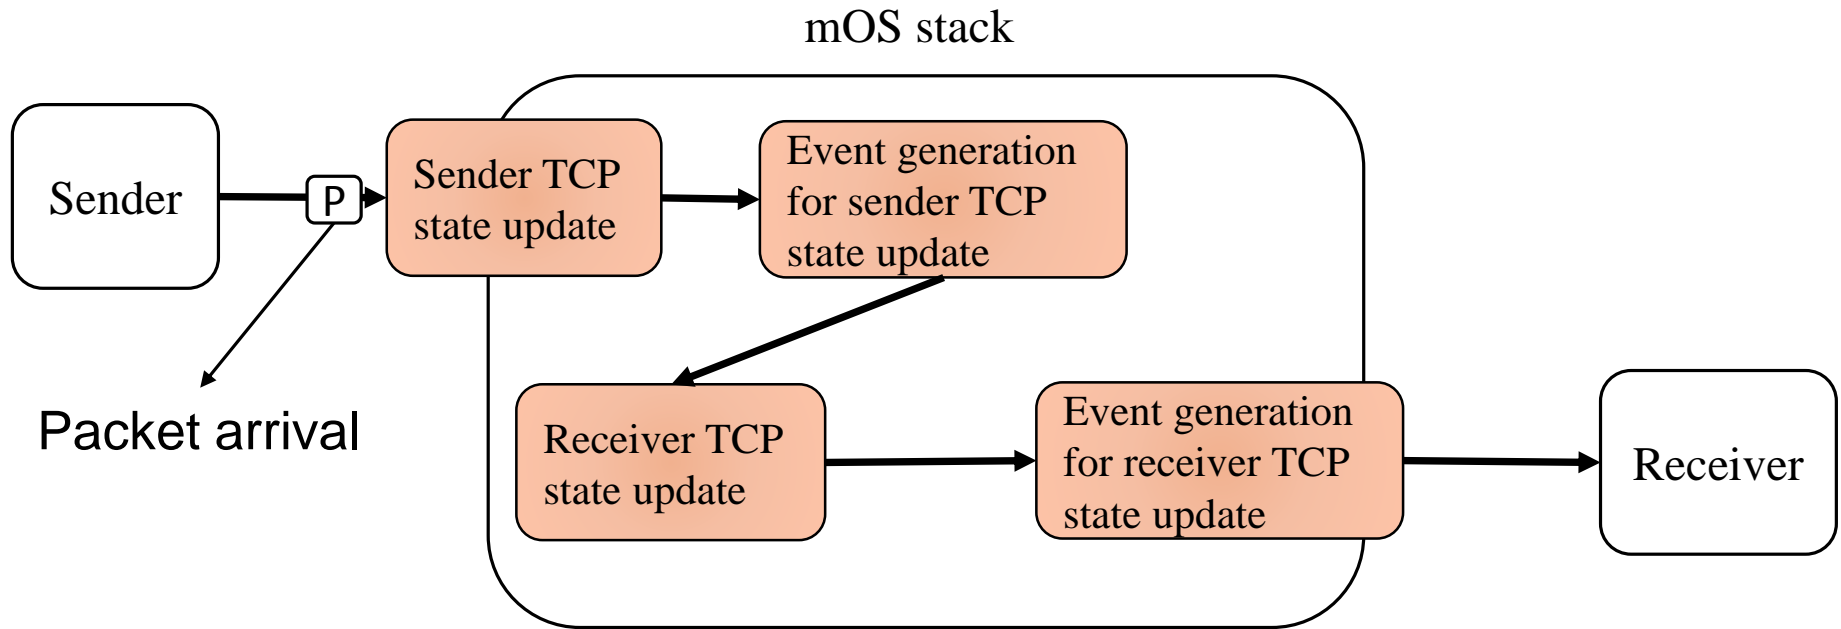 mOS stack
Sender
P
Sender TCP
state update
Event generation
for sender TCP
state update
Packet arrival
Receiver TCP
state update
Event generation
for receiver TCP
state update
Receiver